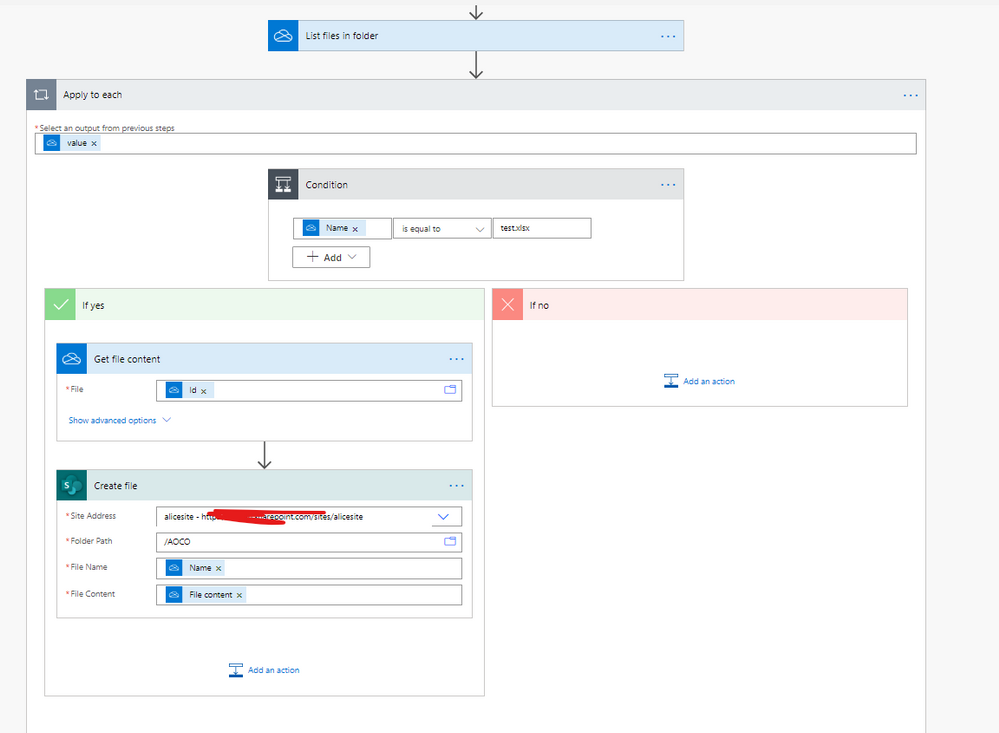 List files in folder
...
Apply to each
...
*Select an output from previous steps
value x
Condition
...
Name x
is equal to
test.xlsx
+ Add
If yes
If no
Get file content
...
*File
Id x
Show advanced options
Add an action
S
Create file
...
*Site Address
alicesite - sharepoint.com/sites/alicesite
*Folder Path
/AOCO
*File Name
Name x
*File Content
File content x
Add an action